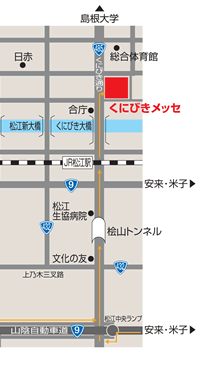 島根大学
日赤
総合体育館
くにびき通り
合庁
くにびきメッセ
松江新大橋
くにびき大橋
JR松江駅
9
安来・米子
松江
生協病院
桧山トンネル
文化の友
上乃木三叉路
松江中央ランプ
山陰自動車道
9
安来・米子